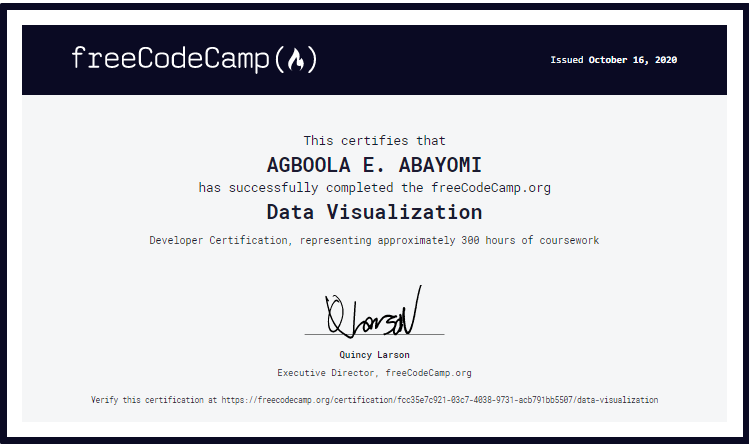 freeCodeCamp(🔥)
Issued October 16, 2020
This certifies that
AGBOOLA E. ABAYOMI
has successfully completed the freeCodeCamp.org
Data Visualization
Developer Certification, representing approximately 300 hours of coursework
Q Larson
Quincy Larson
Executive Director, freeCodeCamp.org
Verify this certification at https://freecodecamp.org/certification/fcc35e7c921-03c7-4038-9731-acb791bb5507/data-visualization